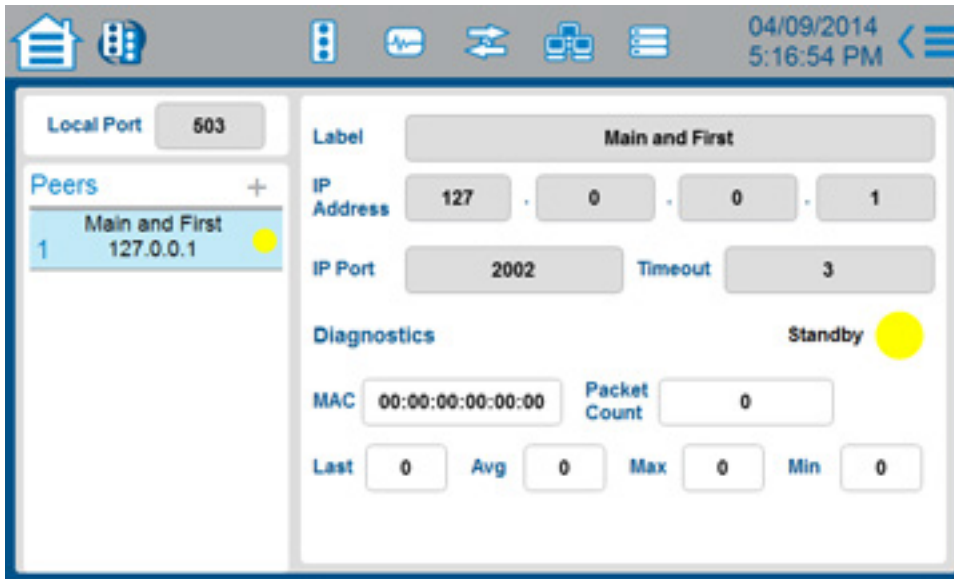 04/09/2014
5:16:54 PM
Local Port 503
Peers +
Main and First
1 127.0.0.1
Label Main and First
IP Address 127 . 0 . 0 . 1
IP Port 2002 Timeout 3
Diagnostics Standby
MAC 00:00:00:00:00:00 Packet Count 0
Last 0 Avg 0 Max 0 Min 0